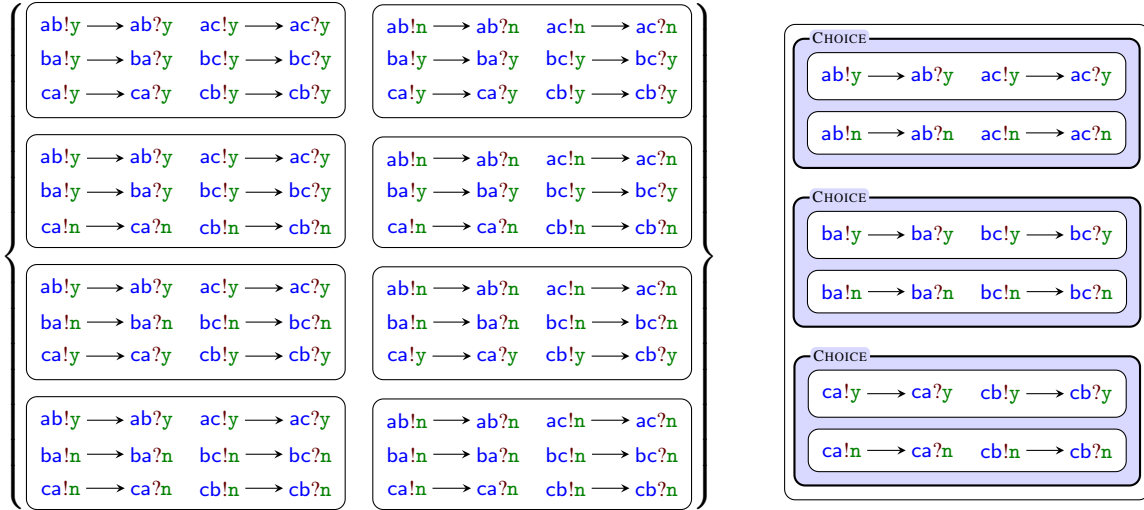 ab!y ⟶ ab?y ac!y ⟶ ac?y
ba!y ⟶ ba?y bc!y ⟶ bc?y
ca!y ⟶ ca?y cb!y ⟶ cb?y
ab!n ⟶ ab?n ac!n ⟶ ac?n
ba!y ⟶ ba?y bc!y ⟶ bc?y
ca!y ⟶ ca?y cb!y ⟶ cb?y
ab!y ⟶ ab?y ac!y ⟶ ac?y
ba!y ⟶ ba?y bc!y ⟶ bc?y
ca!n ⟶ ca?n cb!n ⟶ cb?n
ab!n ⟶ ab?n ac!n ⟶ ac?n
ba!y ⟶ ba?y bc!y ⟶ bc?y
ca!n ⟶ ca?n cb!n ⟶ cb?n
ab!y ⟶ ab?y ac!y ⟶ ac?y
ba!n ⟶ ba?n bc!n ⟶ bc?n
ca!y ⟶ ca?y cb!y ⟶ cb?y
ab!n ⟶ ab?n ac!n ⟶ ac?n
ba!n ⟶ ba?n bc!n ⟶ bc?n
ca!y ⟶ ca?y cb!y ⟶ cb?y
ab!y ⟶ ab?y ac!y ⟶ ac?y
ba!n ⟶ ba?n bc!n ⟶ bc?n
ca!n ⟶ ca?n cb!n ⟶ cb?n
ab!n ⟶ ab?n ac!n ⟶ ac?n
ba!n ⟶ ba?n bc!n ⟶ bc?n
ca!n ⟶ ca?n cb!n ⟶ cb?n
CHOICE
ab!y ⟶ ab?y ac!y ⟶ ac?y
ab!n ⟶ ab?n ac!n ⟶ ac?n
CHOICE
ba!y ⟶ ba?y bc!y ⟶ bc?y
ba!n ⟶ ba?n bc!n ⟶ bc?n
CHOICE
ca!y ⟶ ca?y cb!y ⟶ cb?y
ca!n ⟶ ca?n cb!n ⟶ cb?n